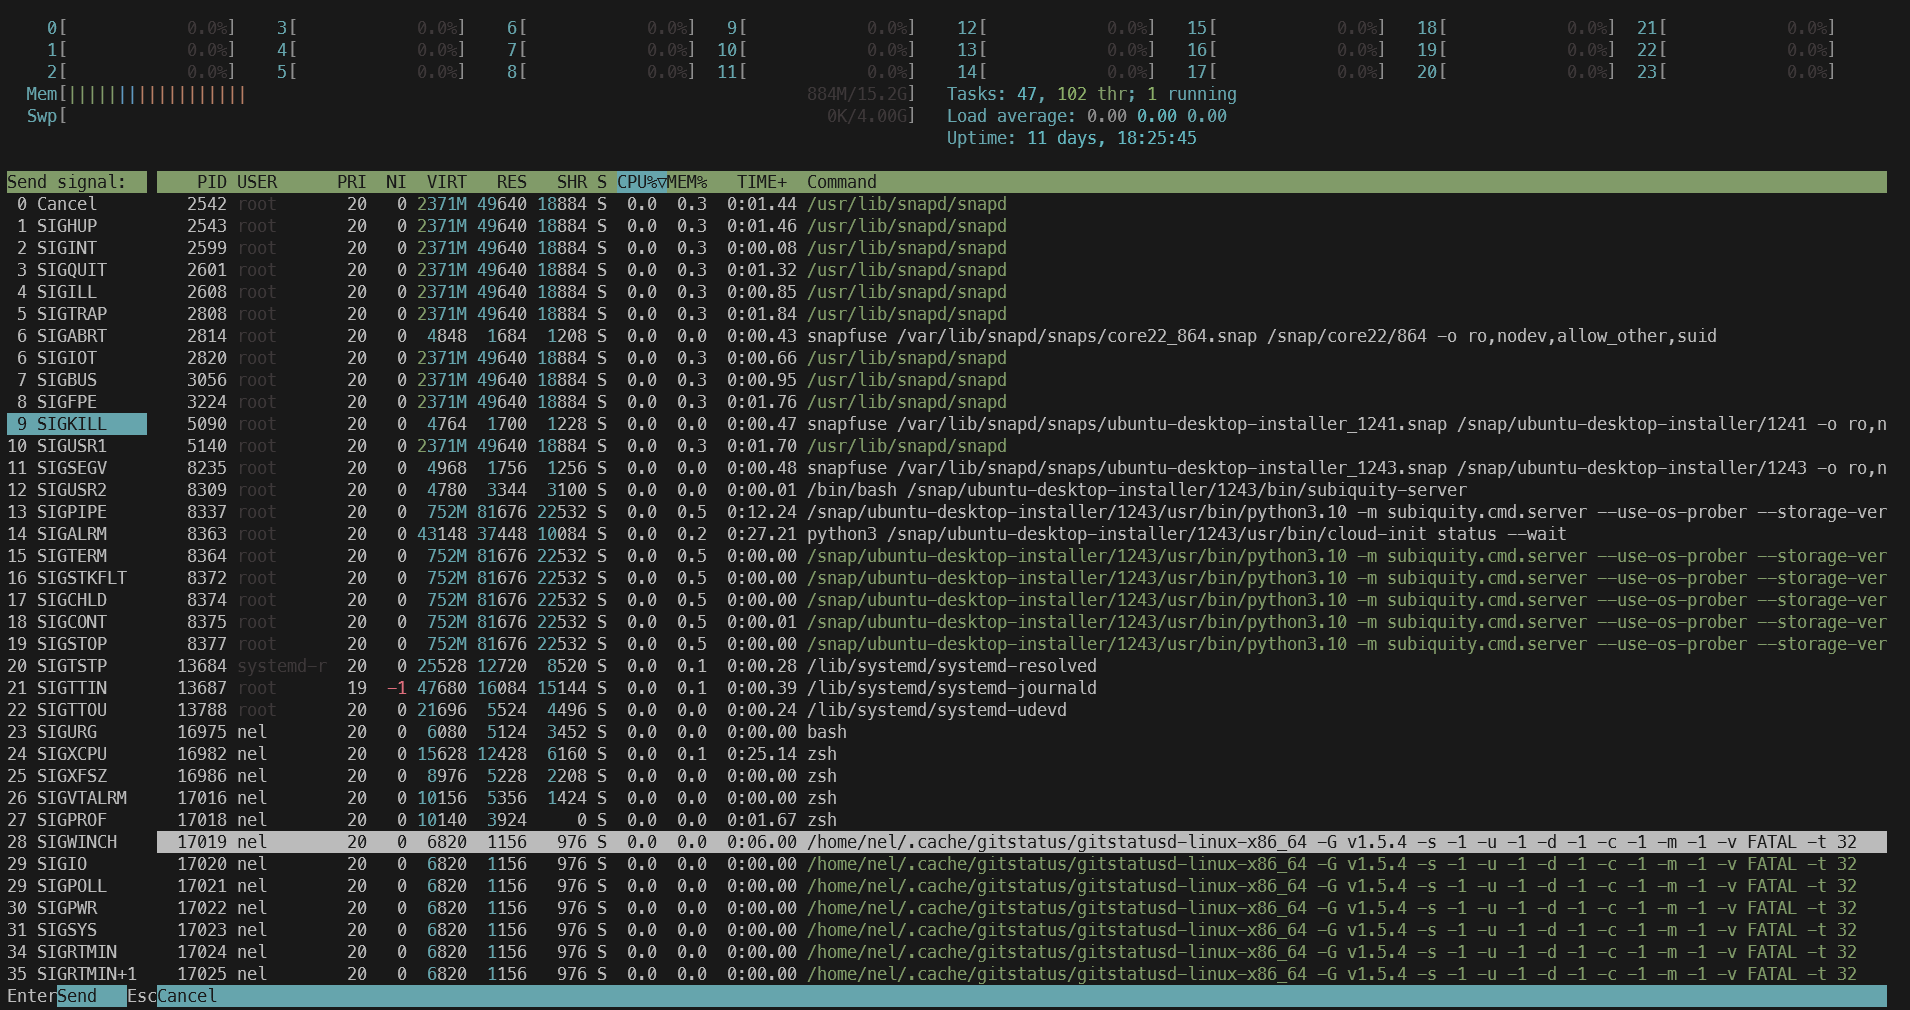 0[ 0.0%] 3[ 0.0%] 6[ 0.0%] 9[ 0.0%] 12[ 0.0%] 15[ 0.0%] 18[ 0.0%] 21[ 0.0%]
1[ 0.0%] 4[ 0.0%] 7[ 0.0%] 10[ 0.0%] 13[ 0.0%] 16[ 0.0%] 19[ 0.0%] 22[ 0.0%]
2[ 0.0%] 5[ 0.0%] 8[ 0.0%] 11[ 0.0%] 14[ 0.0%] 17[ 0.0%] 20[ 0.0%] 23[ 0.0%]
Mem[|||||||||||||||||| 884M/15.2G] Tasks: 47, 102 thr; 1 running
Swp[ 0K/4.00G] Load average: 0.00 0.00 0.00
Uptime: 11 days, 18:25:45
Send signal: PID USER PRI NI VIRT RES SHR S CPU%▽MEM% TIME+ Command
0 Cancel 2542 root 20 0 2371M 49640 18884 S 0.0 0.3 0:01.44 /usr/lib/snapd/snapd
1 SIGHUP 2543 root 20 0 2371M 49640 18884 S 0.0 0.3 0:01.46 /usr/lib/snapd/snapd
2 SIGINT 2599 root 20 0 2371M 49640 18884 S 0.0 0.3 0:00.08 /usr/lib/snapd/snapd
3 SIGQUIT 2601 root 20 0 2371M 49640 18884 S 0.0 0.3 0:01.32 /usr/lib/snapd/snapd
4 SIGILL 2608 root 20 0 2371M 49640 18884 S 0.0 0.3 0:00.85 /usr/lib/snapd/snapd
5 SIGTRAP 2808 root 20 0 2371M 49640 18884 S 0.0 0.3 0:01.84 /usr/lib/snapd/snapd
6 SIGABRT 2814 root 20 0 4848 1684 1208 S 0.0 0.0 0:00.43 snapfuse /var/lib/snapd/snaps/core22_864.snap /snap/core22/864 -o ro,nodev,allow_other,suid
6 SIGIOT 2820 root 20 0 2371M 49640 18884 S 0.0 0.3 0:00.66 /usr/lib/snapd/snapd
7 SIGBUS 3056 root 20 0 2371M 49640 18884 S 0.0 0.3 0:00.95 /usr/lib/snapd/snapd
8 SIGFPE 3224 root 20 0 2371M 49640 18884 S 0.0 0.3 0:01.76 /usr/lib/snapd/snapd
9 SIGKILL 5090 root 20 0 4764 1700 1228 S 0.0 0.0 0:00.47 snapfuse /var/lib/snapd/snaps/ubuntu-desktop-installer_1241.snap /snap/ubuntu-desktop-installer/1241 -o ro,n
10 SIGUSR1 5140 root 20 0 2371M 49640 18884 S 0.0 0.3 0:01.70 /usr/lib/snapd/snapd
11 SIGSEGV 8235 root 20 0 4968 1756 1256 S 0.0 0.0 0:00.48 snapfuse /var/lib/snapd/snaps/ubuntu-desktop-installer_1243.snap /snap/ubuntu-desktop-installer/1243 -o ro,n
12 SIGUSR2 8309 root 20 0 4780 3344 3100 S 0.0 0.0 0:00.01 /bin/bash /snap/ubuntu-desktop-installer/1243/bin/subiquity-server
13 SIGPIPE 8337 root 20 0 752M 81676 22532 S 0.0 0.5 0:12.24 /snap/ubuntu-desktop-installer/1243/usr/bin/python3.10 -m subiquity.cmd.server --use-os-prober --storage-ver
14 SIGALRM 8363 root 20 0 43148 37448 10084 S 0.0 0.2 0:27.21 python3 /snap/ubuntu-desktop-installer/1243/usr/bin/cloud-init status --wait
15 SIGTERM 8364 root 20 0 752M 81676 22532 S 0.0 0.5 0:00.00 /snap/ubuntu-desktop-installer/1243/usr/bin/python3.10 -m subiquity.cmd.server --use-os-prober --storage-ver
16 SIGSTKFLT 8372 root 20 0 752M 81676 22532 S 0.0 0.5 0:00.00 /snap/ubuntu-desktop-installer/1243/usr/bin/python3.10 -m subiquity.cmd.server --use-os-prober --storage-ver
17 SIGCHLD 8374 root 20 0 752M 81676 22532 S 0.0 0.5 0:00.00 /snap/ubuntu-desktop-installer/1243/usr/bin/python3.10 -m subiquity.cmd.server --use-os-prober --storage-ver
18 SIGCONT 8375 root 20 0 752M 81676 22532 S 0.0 0.5 0:00.01 /snap/ubuntu-desktop-installer/1243/usr/bin/python3.10 -m subiquity.cmd.server --use-os-prober --storage-ver
19 SIGSTOP 8377 root 20 0 752M 81676 22532 S 0.0 0.5 0:00.00 /snap/ubuntu-desktop-installer/1243/usr/bin/python3.10 -m subiquity.cmd.server --use-os-prober --storage-ver
20 SIGTSTP 13684 systemd-r 20 0 25528 12720 8520 S 0.0 0.1 0:00.28 /lib/systemd/systemd-resolved
21 SIGTTIN 13687 root 19 -1 47680 16084 15144 S 0.0 0.1 0:00.39 /lib/systemd/systemd-journald
22 SIGTTOU 13788 root 20 0 21696 5524 4496 S 0.0 0.0 0:00.24 /lib/systemd/systemd-udevd
23 SIGURG 16975 nel 20 0 6080 5124 3452 S 0.0 0.0 0:00.00 bash
24 SIGXCPU 16982 nel 20 0 15628 12428 6160 S 0.0 0.1 0:25.14 zsh
25 SIGXFSZ 16986 nel 20 0 8976 5228 2208 S 0.0 0.0 0:00.00 zsh
26 SIGVTALRM 17016 nel 20 0 10156 5356 1424 S 0.0 0.0 0:00.00 zsh
27 SIGPROF 17018 nel 20 0 10140 3924 0 S 0.0 0.0 0:01.67 zsh
28 SIGWINCH 17019 nel 20 0 6820 1156 976 S 0.0 0.0 0:06.00 /home/nel/.cache/gitstatus/gitstatusd-linux-x86_64 -G v1.5.4 -s -1 -u -1 -d -1 -c -1 -m -1 -v FATAL -t 32
29 SIGIO 17020 nel 20 0 6820 1156 976 S 0.0 0.0 0:00.00 /home/nel/.cache/gitstatus/gitstatusd-linux-x86_64 -G v1.5.4 -s -1 -u -1 -d -1 -c -1 -m -1 -v FATAL -t 32
29 SIGPOLL 17021 nel 20 0 6820 1156 976 S 0.0 0.0 0:00.00 /home/nel/.cache/gitstatus/gitstatusd-linux-x86_64 -G v1.5.4 -s -1 -u -1 -d -1 -c -1 -m -1 -v FATAL -t 32
30 SIGPWR 17022 nel 20 0 6820 1156 976 S 0.0 0.0 0:00.00 /home/nel/.cache/gitstatus/gitstatusd-linux-x86_64 -G v1.5.4 -s -1 -u -1 -d -1 -c -1 -m -1 -v FATAL -t 32
31 SIGSYS 17023 nel 20 0 6820 1156 976 S 0.0 0.0 0:00.00 /home/nel/.cache/gitstatus/gitstatusd-linux-x86_64 -G v1.5.4 -s -1 -u -1 -d -1 -c -1 -m -1 -v FATAL -t 32
34 SIGRTMIN 17024 nel 20 0 6820 1156 976 S 0.0 0.0 0:00.00 /home/nel/.cache/gitstatus/gitstatusd-linux-x86_64 -G v1.5.4 -s -1 -u -1 -d -1 -c -1 -m -1 -v FATAL -t 32
35 SIGRTMIN+1 17025 nel 20 0 6820 1156 976 S 0.0 0.0 0:00.00 /home/nel/.cache/gitstatus/gitstatusd-linux-x86_64 -G v1.5.4 -s -1 -u -1 -d -1 -c -1 -m -1 -v FATAL -t 32
EnterSend EscCancel